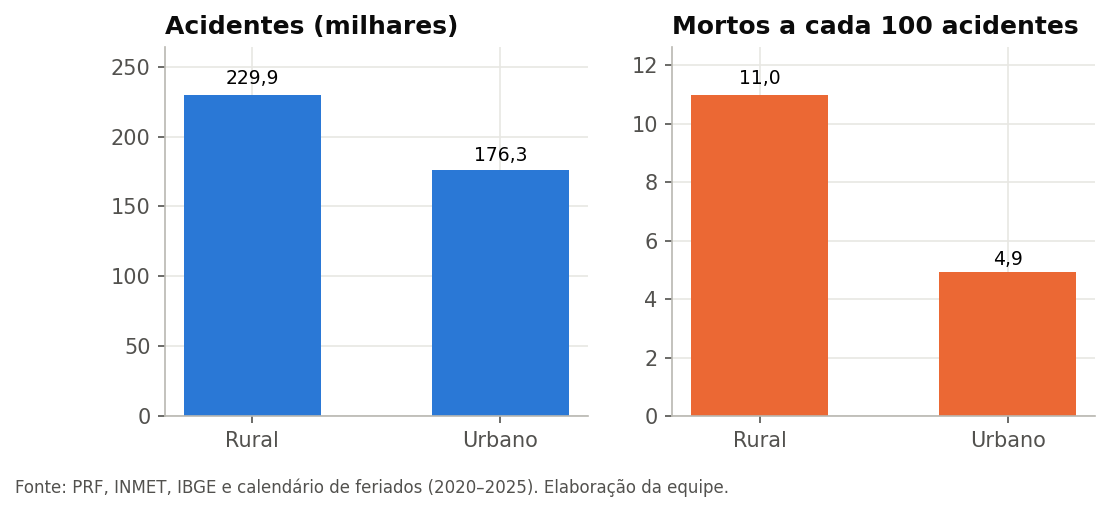 Acidentes (milhares)
250
200
150
100
50
0
229,9
176,3
Rural
Urbano
Mortos a cada 100 acidentes
12
10
8
6
4
2
0
11,0
4,9
Rural
Urbano
Fonte: PRF, INMET, IBGE e calendário de feriados (2020–2025). Elaboração da equipe.